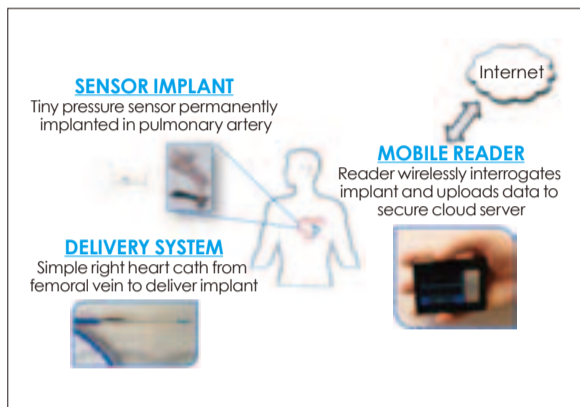 SENSOR IMPLANT
Tiny pressure sensor permanently
implanted in pulmonary artery
Internet
MOBILE READER
Reader wirelessly interrogates
implant and uploads data to
secure cloud server
DELIVERY SYSTEM
Simple right heart cath from
femoral vein to deliver implant